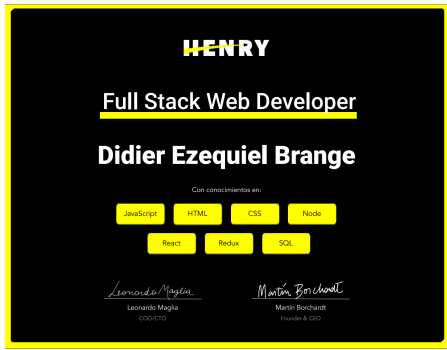 HENRY
Full Stack Web Developer
Didier Ezequiel Brange
Con conocimientos en:
JavaScript HTML CSS Node
React Redux SQL
Leonardo Maglia Martín Borchardt
Leonardo Maglia Martin Borchardt
COO/CTO Founder & CEO